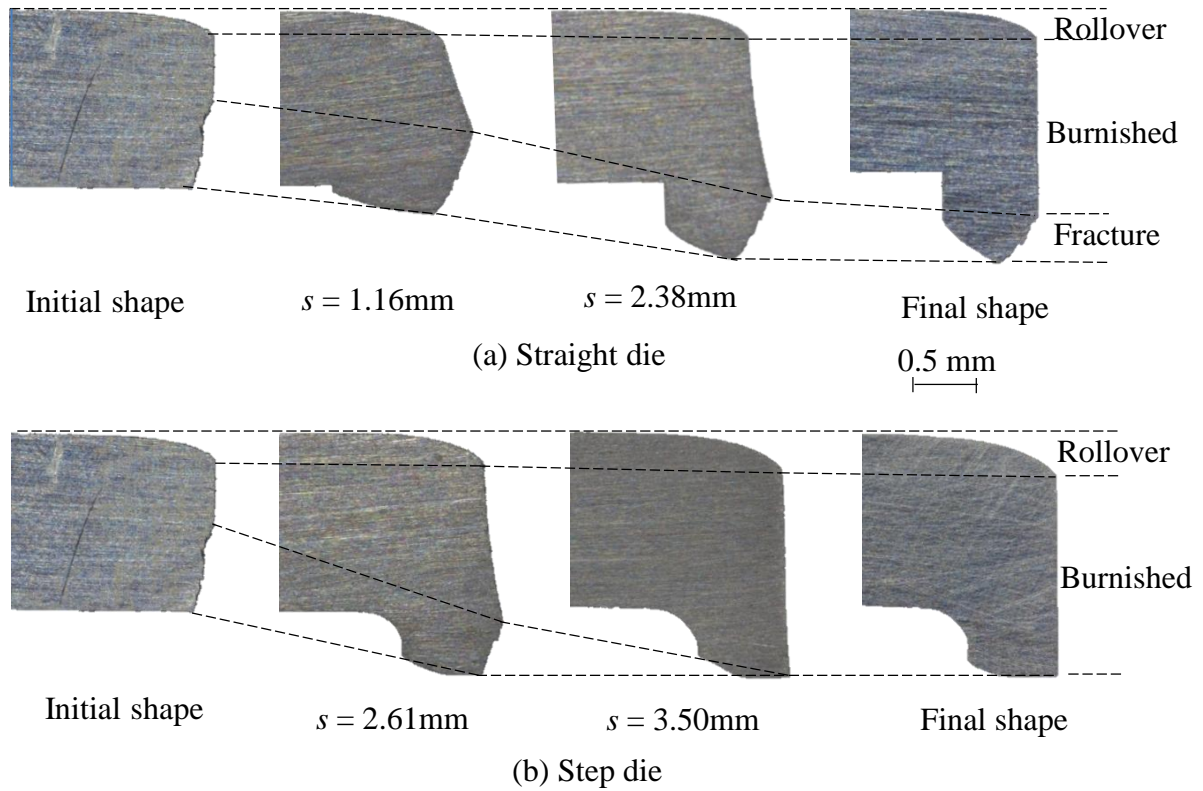 Rollover
Burnished
Fracture
Initial shape
s = 1.16mm
s = 2.38mm
Final shape
(a) Straight die
0.5 mm
Rollover
Burnished
Initial shape
s = 2.61mm
s = 3.50mm
Final shape
(b) Step die